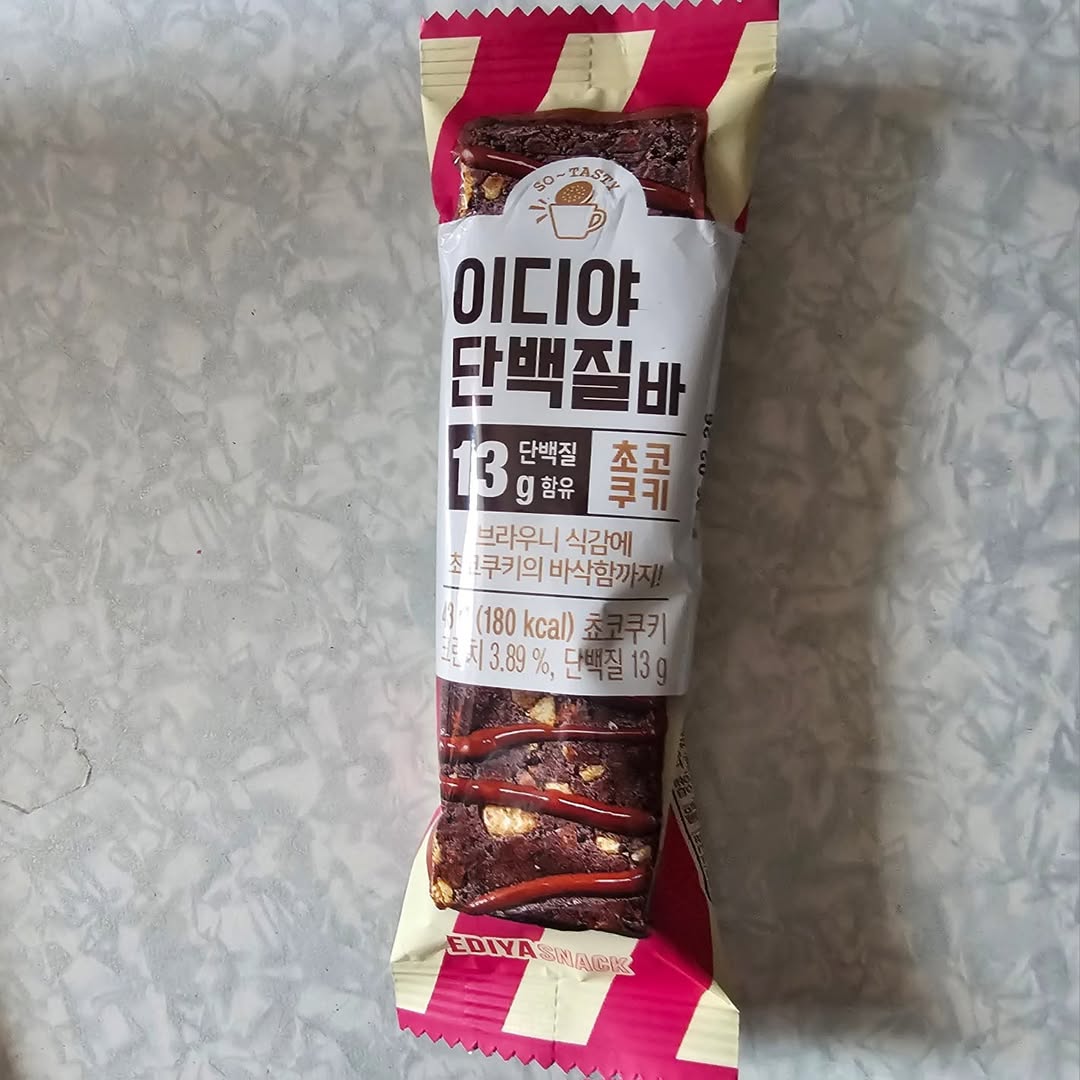 SO~TASTY
이디야
단백질바
13 단백질
g 함유
초코
쿠키
브라우니 식감에
초코쿠키의 바삭함까지!
(180 kcal) 쵸코쿠키
3.89 %, 단백질 13 g
EDIYA SNACK